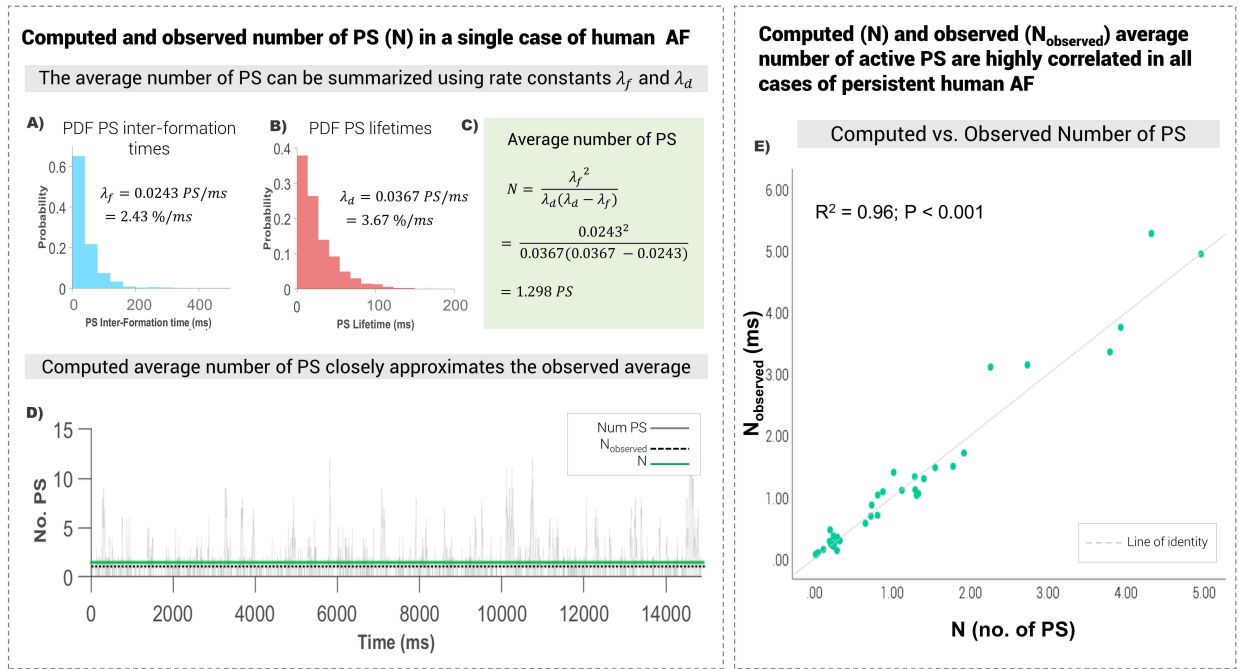 Computed and observed number of PS (N) in a single case of human AF
The average number of PS can be summarized using rate constants λf and λd
A)
PDF PS inter-formation
times
Probability
0.6
0.4
0.2
0
λf = 0.0243 PS/ms
= 2.43 %/ms
0
200
400
PS Inter-Formation time (ms)
B)
PDF PS lifetimes
Probability
0.4
0.3
0.2
0.1
0
λd = 0.0367 PS/ms
= 3.67 %/ms
0
100
200
PS Lifetime (ms)
C)
Average number of PS
N = λf² / λd(λd − λf)
= 0.0243² / 0.0367(0.0367 − 0.0243)
= 1.298 PS
Computed average number of PS closely approximates the observed average
D)
No. PS
15
10
5
0
Num PS
Nobserved
N
0
2000
4000
6000
8000
10000
12000
14000
Time (ms)
Computed (N) and observed (Nobserved) average
number of active PS are highly correlated in all
cases of persistent human AF
E)
Computed vs. Observed Number of PS
R² = 0.96; P < 0.001
Nobserved (ms)
6.00
5.00
4.00
3.00
2.00
1.00
.00
Line of identity
.00
1.00
2.00
3.00
4.00
5.00
N (no. of PS)